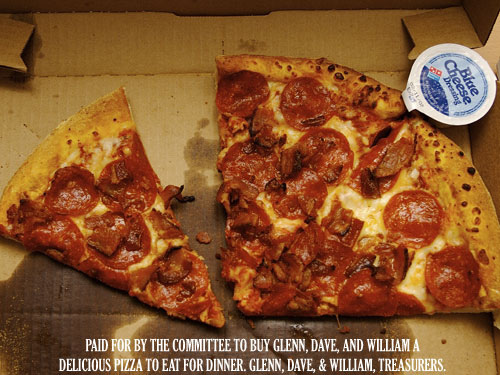 Blue
Cheese
Dressing
PAID FOR BY THE COMMITTEE TO BUY GLENN, DAVE, AND WILLIAM A
DELICIOUS PIZZA TO EAT FOR DINNER. GLENN, DAVE, & WILLIAM, TREASURERS.